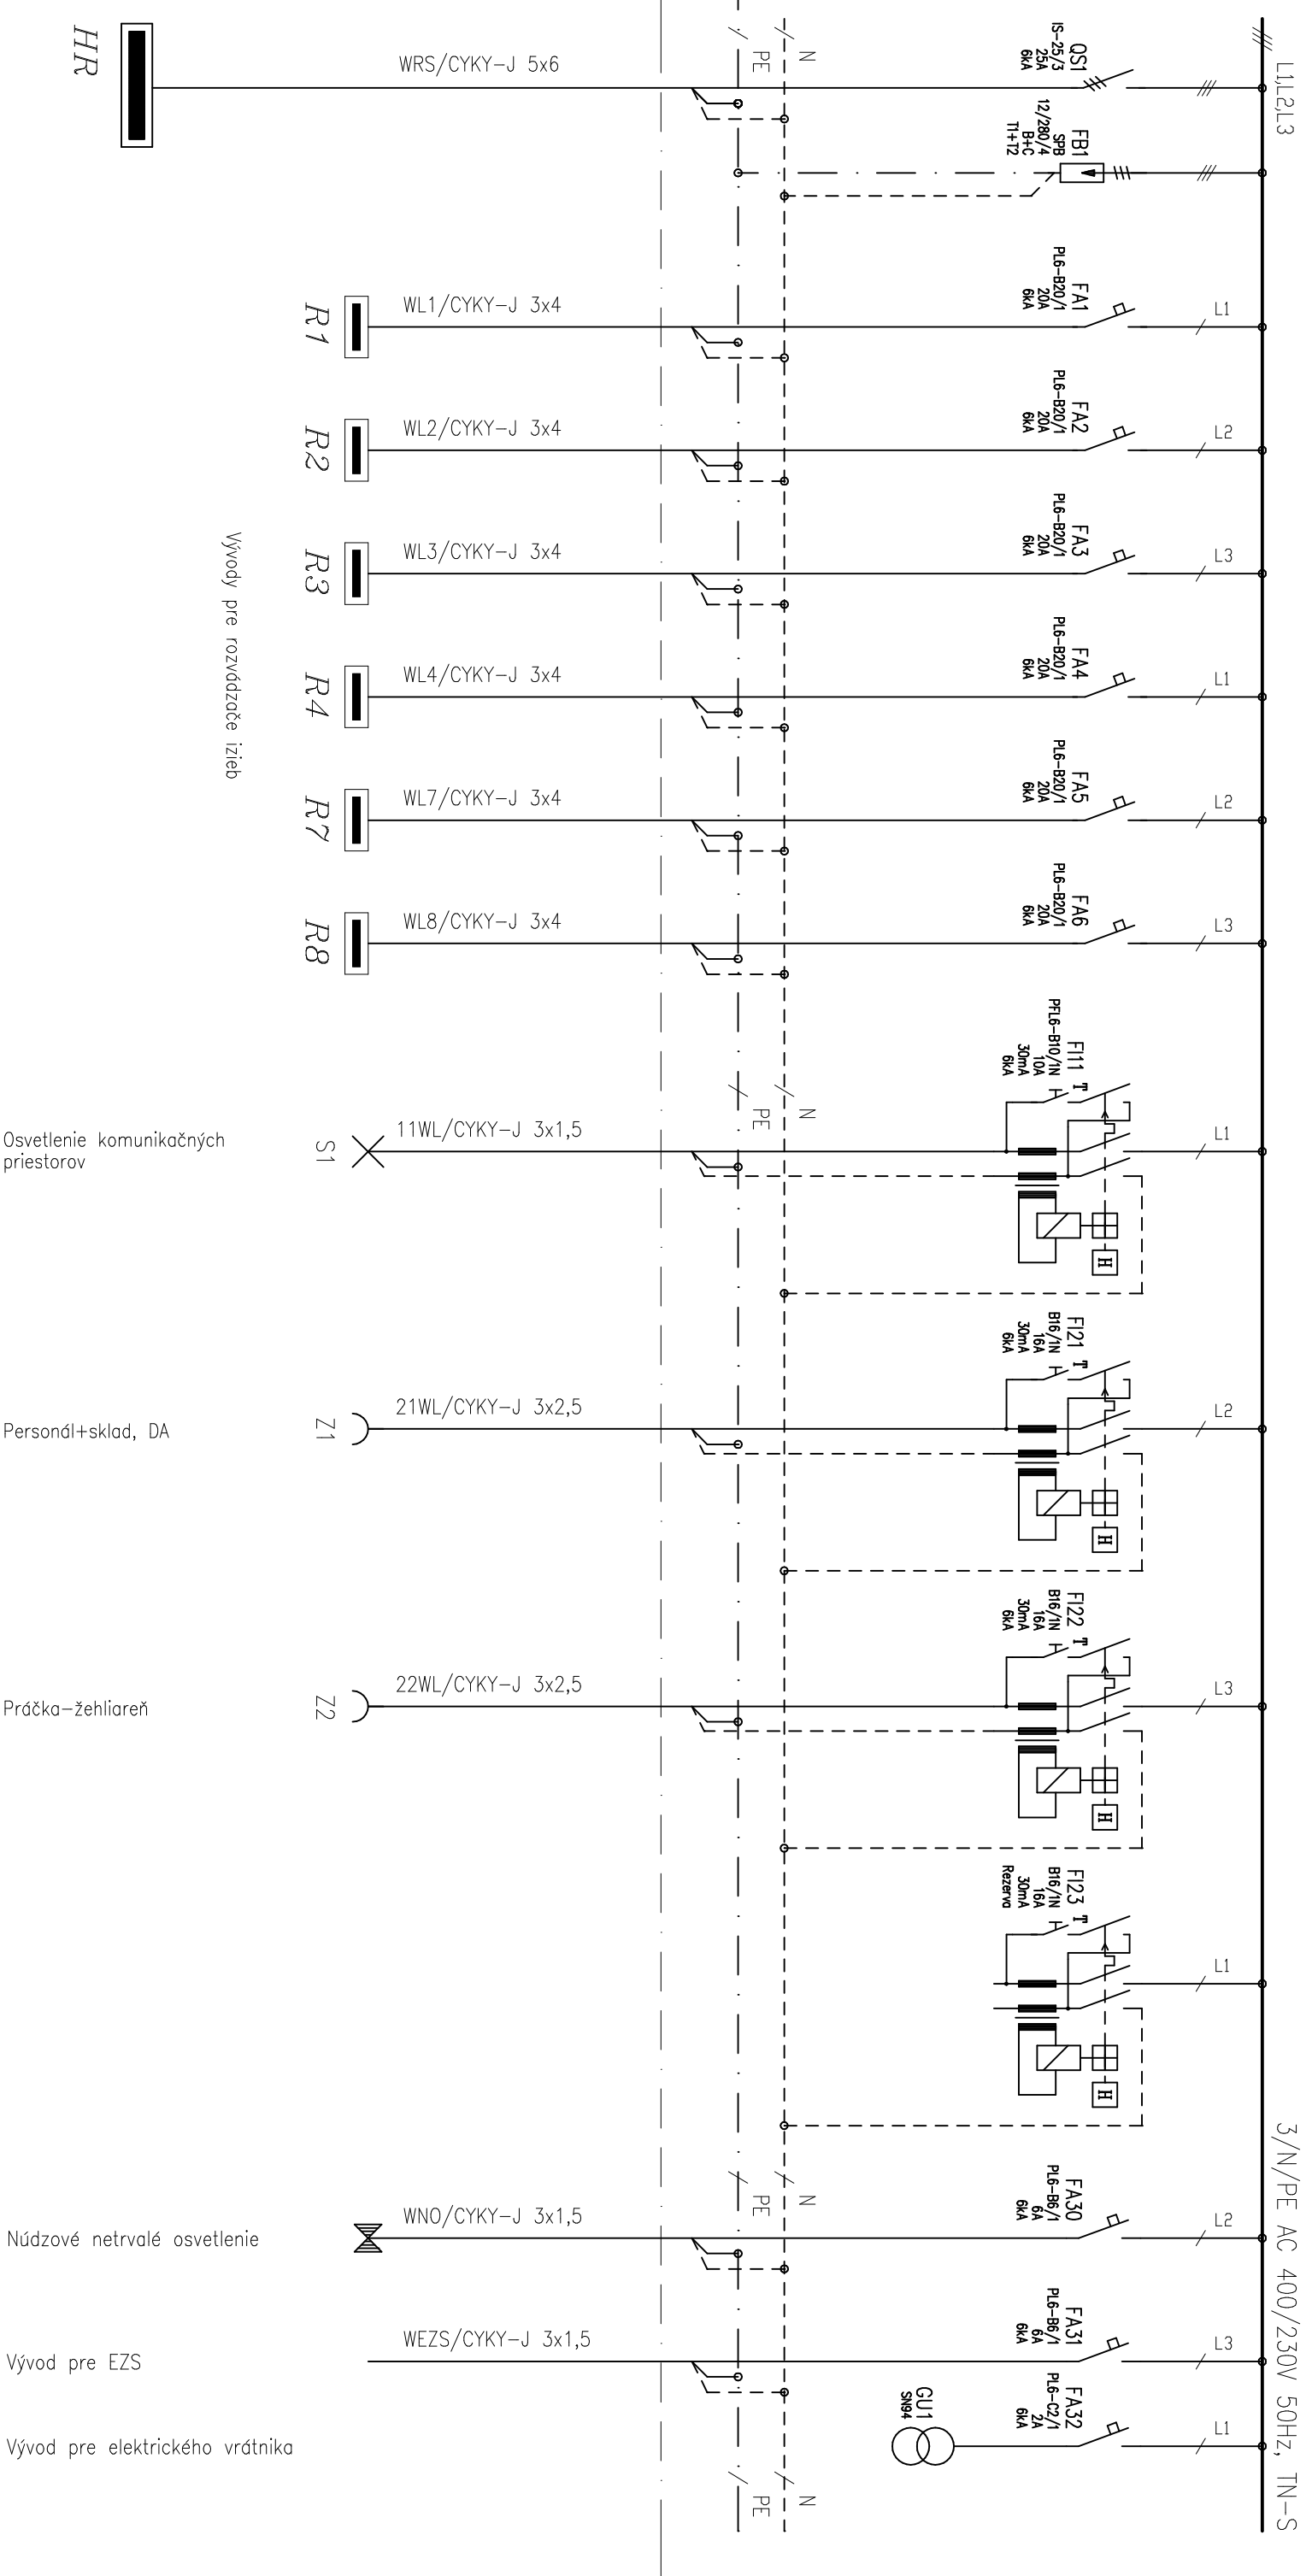 L1,L2,L3
3/N/PE AC 400/230V 50Hz, TN-S
N
PE
QS1
IS-25/3
25A
6kA
WRS/CYKY-J 5x6
HR
FB1
SPB
12/280/4
B+C
T1+T2
L1
FA1
PL6-B20/1
20A
6kA
WL1/CYKY-J 3x4
R1
L2
FA2
PL6-B20/1
20A
6kA
WL2/CYKY-J 3x4
R2
L3
FA3
PL6-B20/1
20A
6kA
WL3/CYKY-J 3x4
R3
L1
FA4
PL6-B20/1
20A
6kA
WL4/CYKY-J 3x4
R4
L2
FA5
PL6-B20/1
20A
6kA
WL7/CYKY-J 3x4
R7
L3
FA6
PL6-B20/1
20A
6kA
WL8/CYKY-J 3x4
R8
Vývody pre rozvádzače izieb
L1
FI11
PFL6-B10/1N
10A
30mA
6kA
T
H
N
PE
11WL/CYKY-J 3x1,5
S1
Osvetlenie komunikačných
priestorov
L2
FI21
B16/1N
16A
30mA
6kA
T
H
21WL/CYKY-J 3x2,5
Z1
Personál+sklad, DA
L3
FI22
B16/1N
16A
30mA
6kA
T
H
22WL/CYKY-J 3x2,5
Z2
Práčka-žehliareň
L1
FI23
B16/1N
16A
30mA
Rezerva
T
H
N
PE
L2
FA30
PL6-B6/1
6A
6kA
WNO/CYKY-J 3x1,5
Núdzové netrvalé osvetlenie
L3
FA31
PL6-B6/1
6A
6kA
WEZS/CYKY-J 3x1,5
Vývod pre EZS
L1
FA32
PL6-C2/1
2A
6kA
GU1
SN94
Vývod pre elektrického vrátnika
N
PE